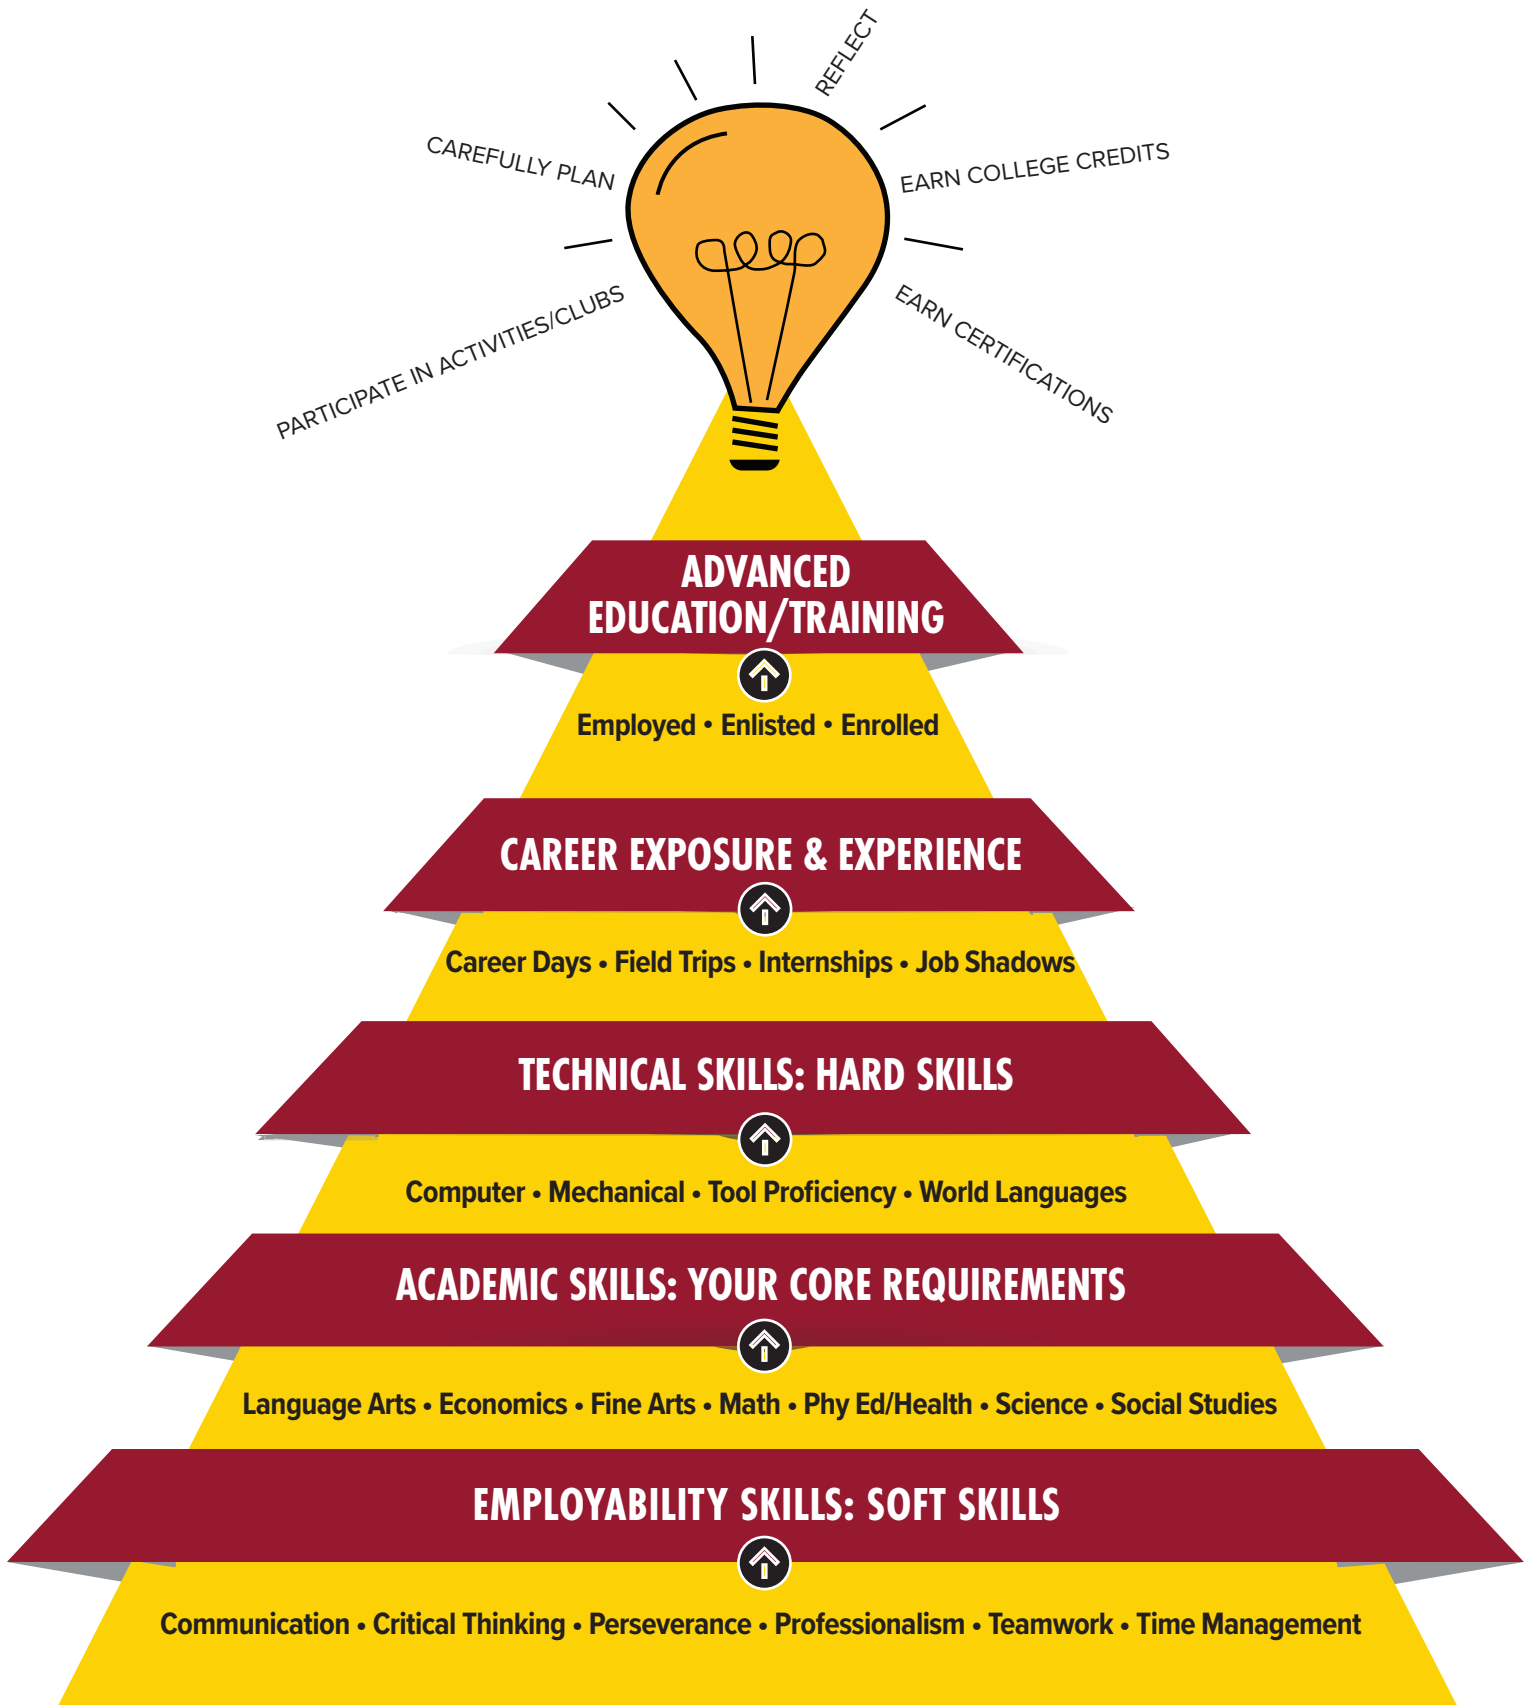 REFLECT
CAREFULLY PLAN
EARN COLLEGE CREDITS
PARTICIPATE IN ACTIVITIES/CLUBS
EARN CERTIFICATIONS
ADVANCED
EDUCATION/TRAINING
Employed • Enlisted • Enrolled
CAREER EXPOSURE & EXPERIENCE
Career Days • Field Trips • Internships • Job Shadows
TECHNICAL SKILLS: HARD SKILLS
Computer • Mechanical • Tool Proficiency • World Languages
ACADEMIC SKILLS: YOUR CORE REQUIREMENTS
Language Arts • Economics • Fine Arts • Math • Phy Ed/Health • Science • Social Studies
EMPLOYABILITY SKILLS: SOFT SKILLS
Communication • Critical Thinking • Perseverance • Professionalism • Teamwork • Time Management